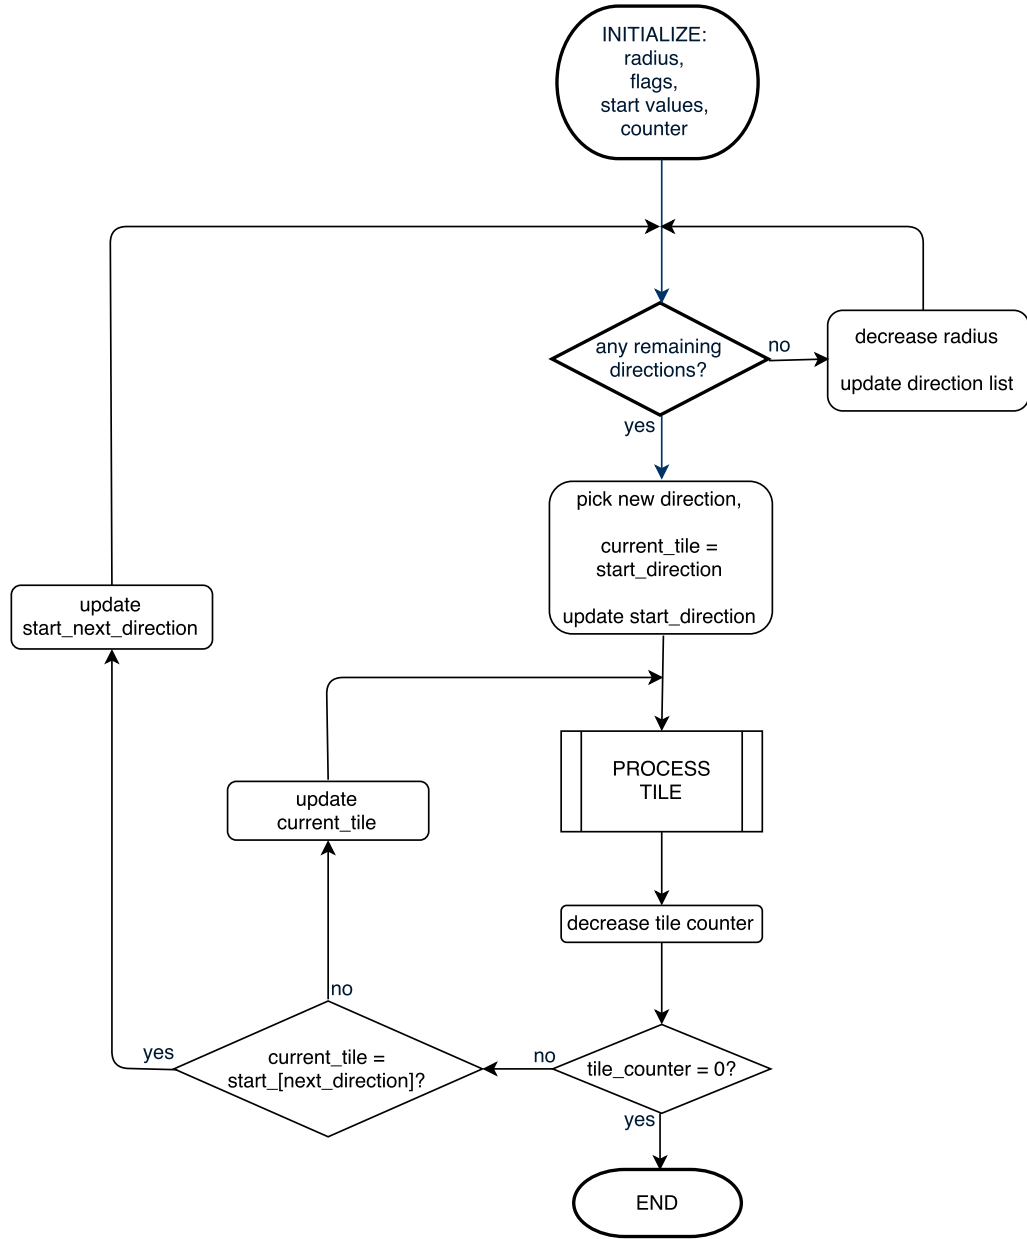 INITIALIZE:
radius,
flags,
start values,
counter
any remaining
directions?
no
decrease radius
update direction list
yes
pick new direction,
current_tile =
start_direction
update start_direction
update
start_next_direction
PROCESS
TILE
update
current_tile
decrease tile counter
no
yes
current_tile =
start_[next_direction]?
no
tile_counter = 0?
yes
END